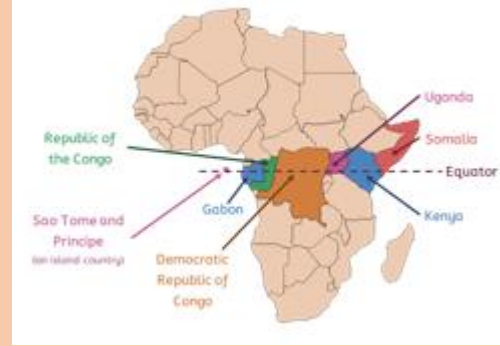 Uganda
Republic of
the Congo
Somalia
Equator
Gabon
Kenya
Sao Tome and
Principe
(an island country)
Democratic
Republic of
Congo